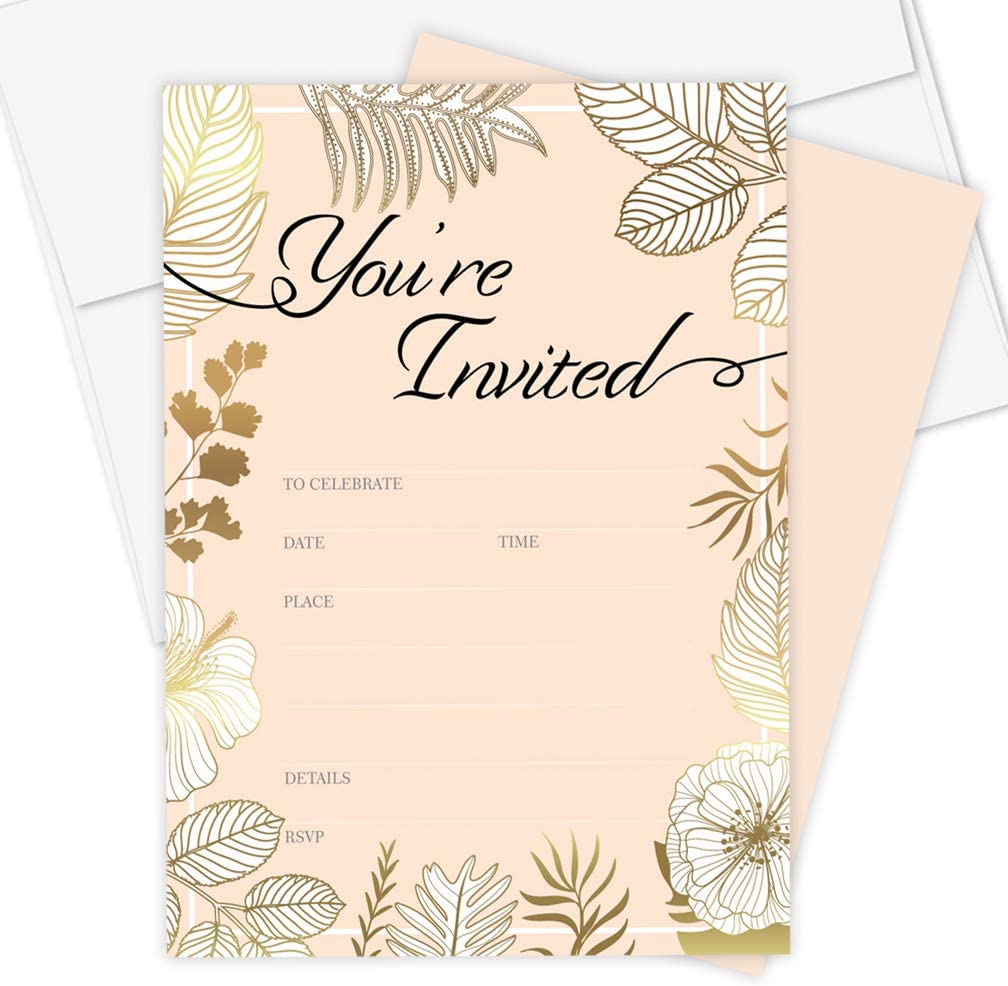 You're
Invited
TO CELEBRATE
DATE TIME
PLACE
DETAILS
RSVP